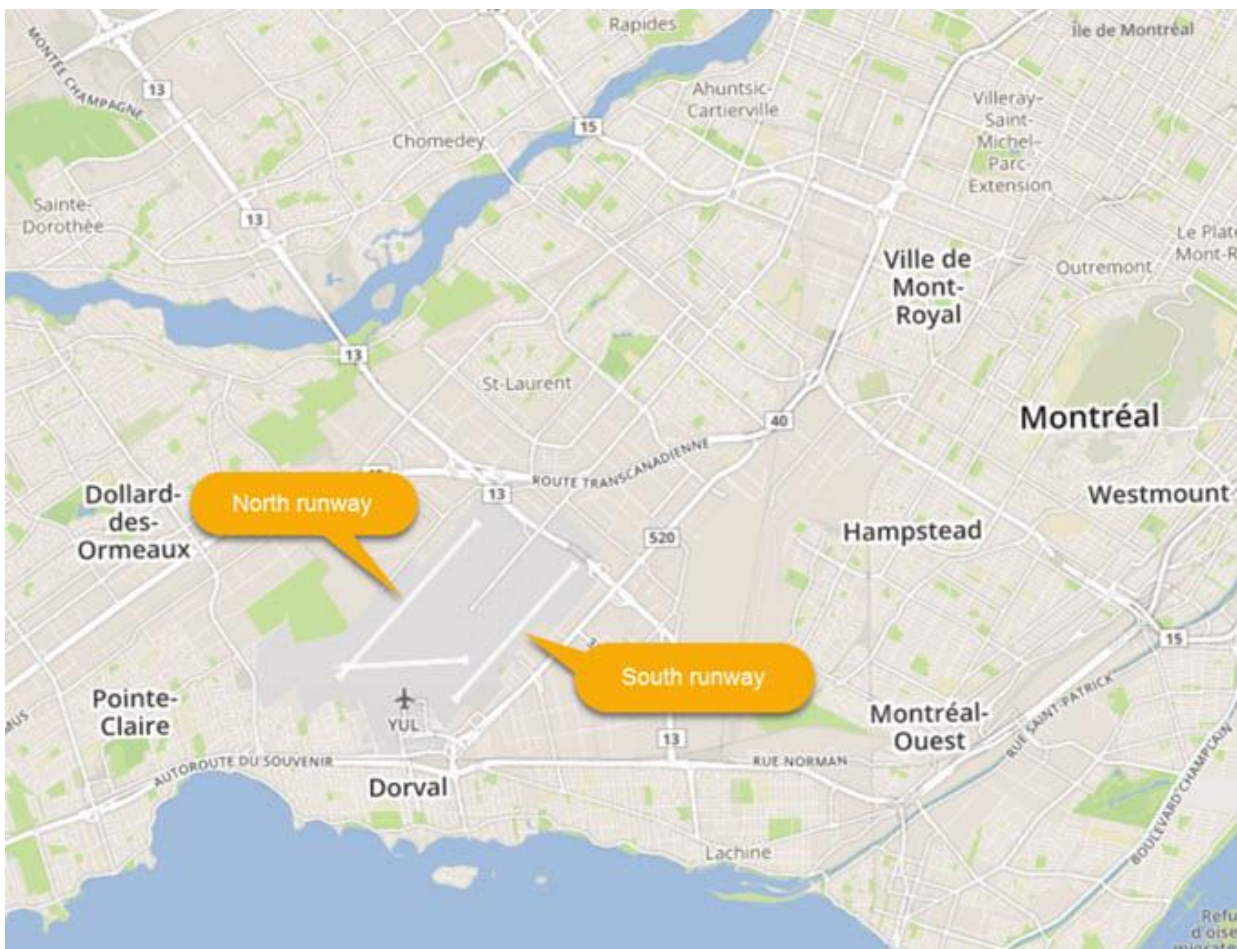 Rapides
Île de Montréal
MONTÉE CHAMPAGNE
13
Ahuntsic-
Cartierville
Villeray–
Saint-
Michel–
Parc-
Extension
15
Chomedey
Sainte-
Dorothée
13
Le Plate
Mont-R
Ville de
Mont-
Royal
Outremont
13
St-Laurent
40
Montréal
ROUTE TRANSCANADIENNE
13
Dollard-
des-
Ormeaux
North runway
Westmount
Hampstead
520
15
South runway
Pointe-
Claire
YUL
Montréal-
Ouest
RUE SAINT-PATRICK
13
AUTOROUTE DU SOUVENIR
RUE NORMAN
Dorval
BOULEVARD CHAMPLAIN
Lachine
Refu
d'oise